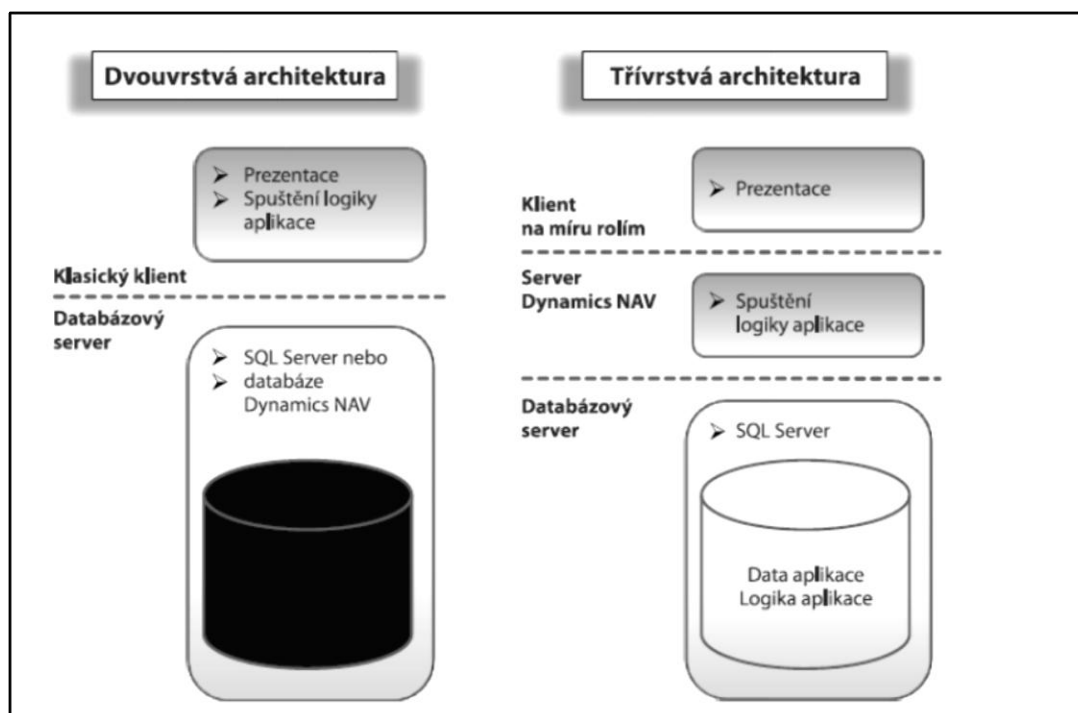 Dvouvrstvá architektura
➢ Prezentace
➢ Spuštění logiky
aplikace
Klasický klient
Databázový
server
➢ SQL Server nebo
➢ databáze
Dynamics NAV
Třívrstvá architektura
➢ Prezentace
Klient
na míru rolím
Server
Dynamics NAV
➢ Spuštění
logiky aplikace
Databázový
server
➢ SQL Server
Data aplikace
Logika aplikace